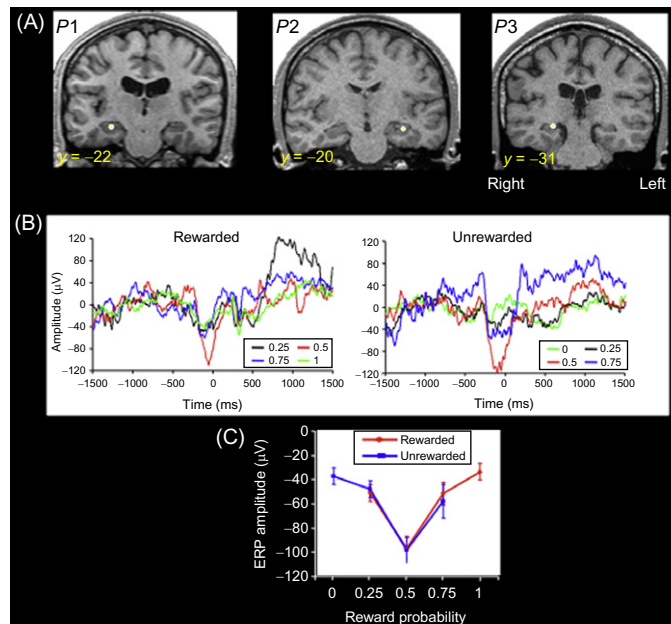 (A)
P1
P2
P3
y = −22
y = −20
y = −31
Right
Left
(B)
Rewarded
Unrewarded
Amplitude (μV)
120
80
40
0
−40
−80
−120
−1500 −1000 −500 0 500 1000 1500
Time (ms)
0.25 0.5
0.75 1
120
80
40
0
−40
−80
−120
−1500 −1000 −500 0 500 1000 1500
Time (ms)
0 0.25
0.5 0.75
(C)
Rewarded
Unrewarded
ERP amplitude (μV)
0
−20
−40
−60
−80
−100
−120
0 0.25 0.5 0.75 1
Reward probability